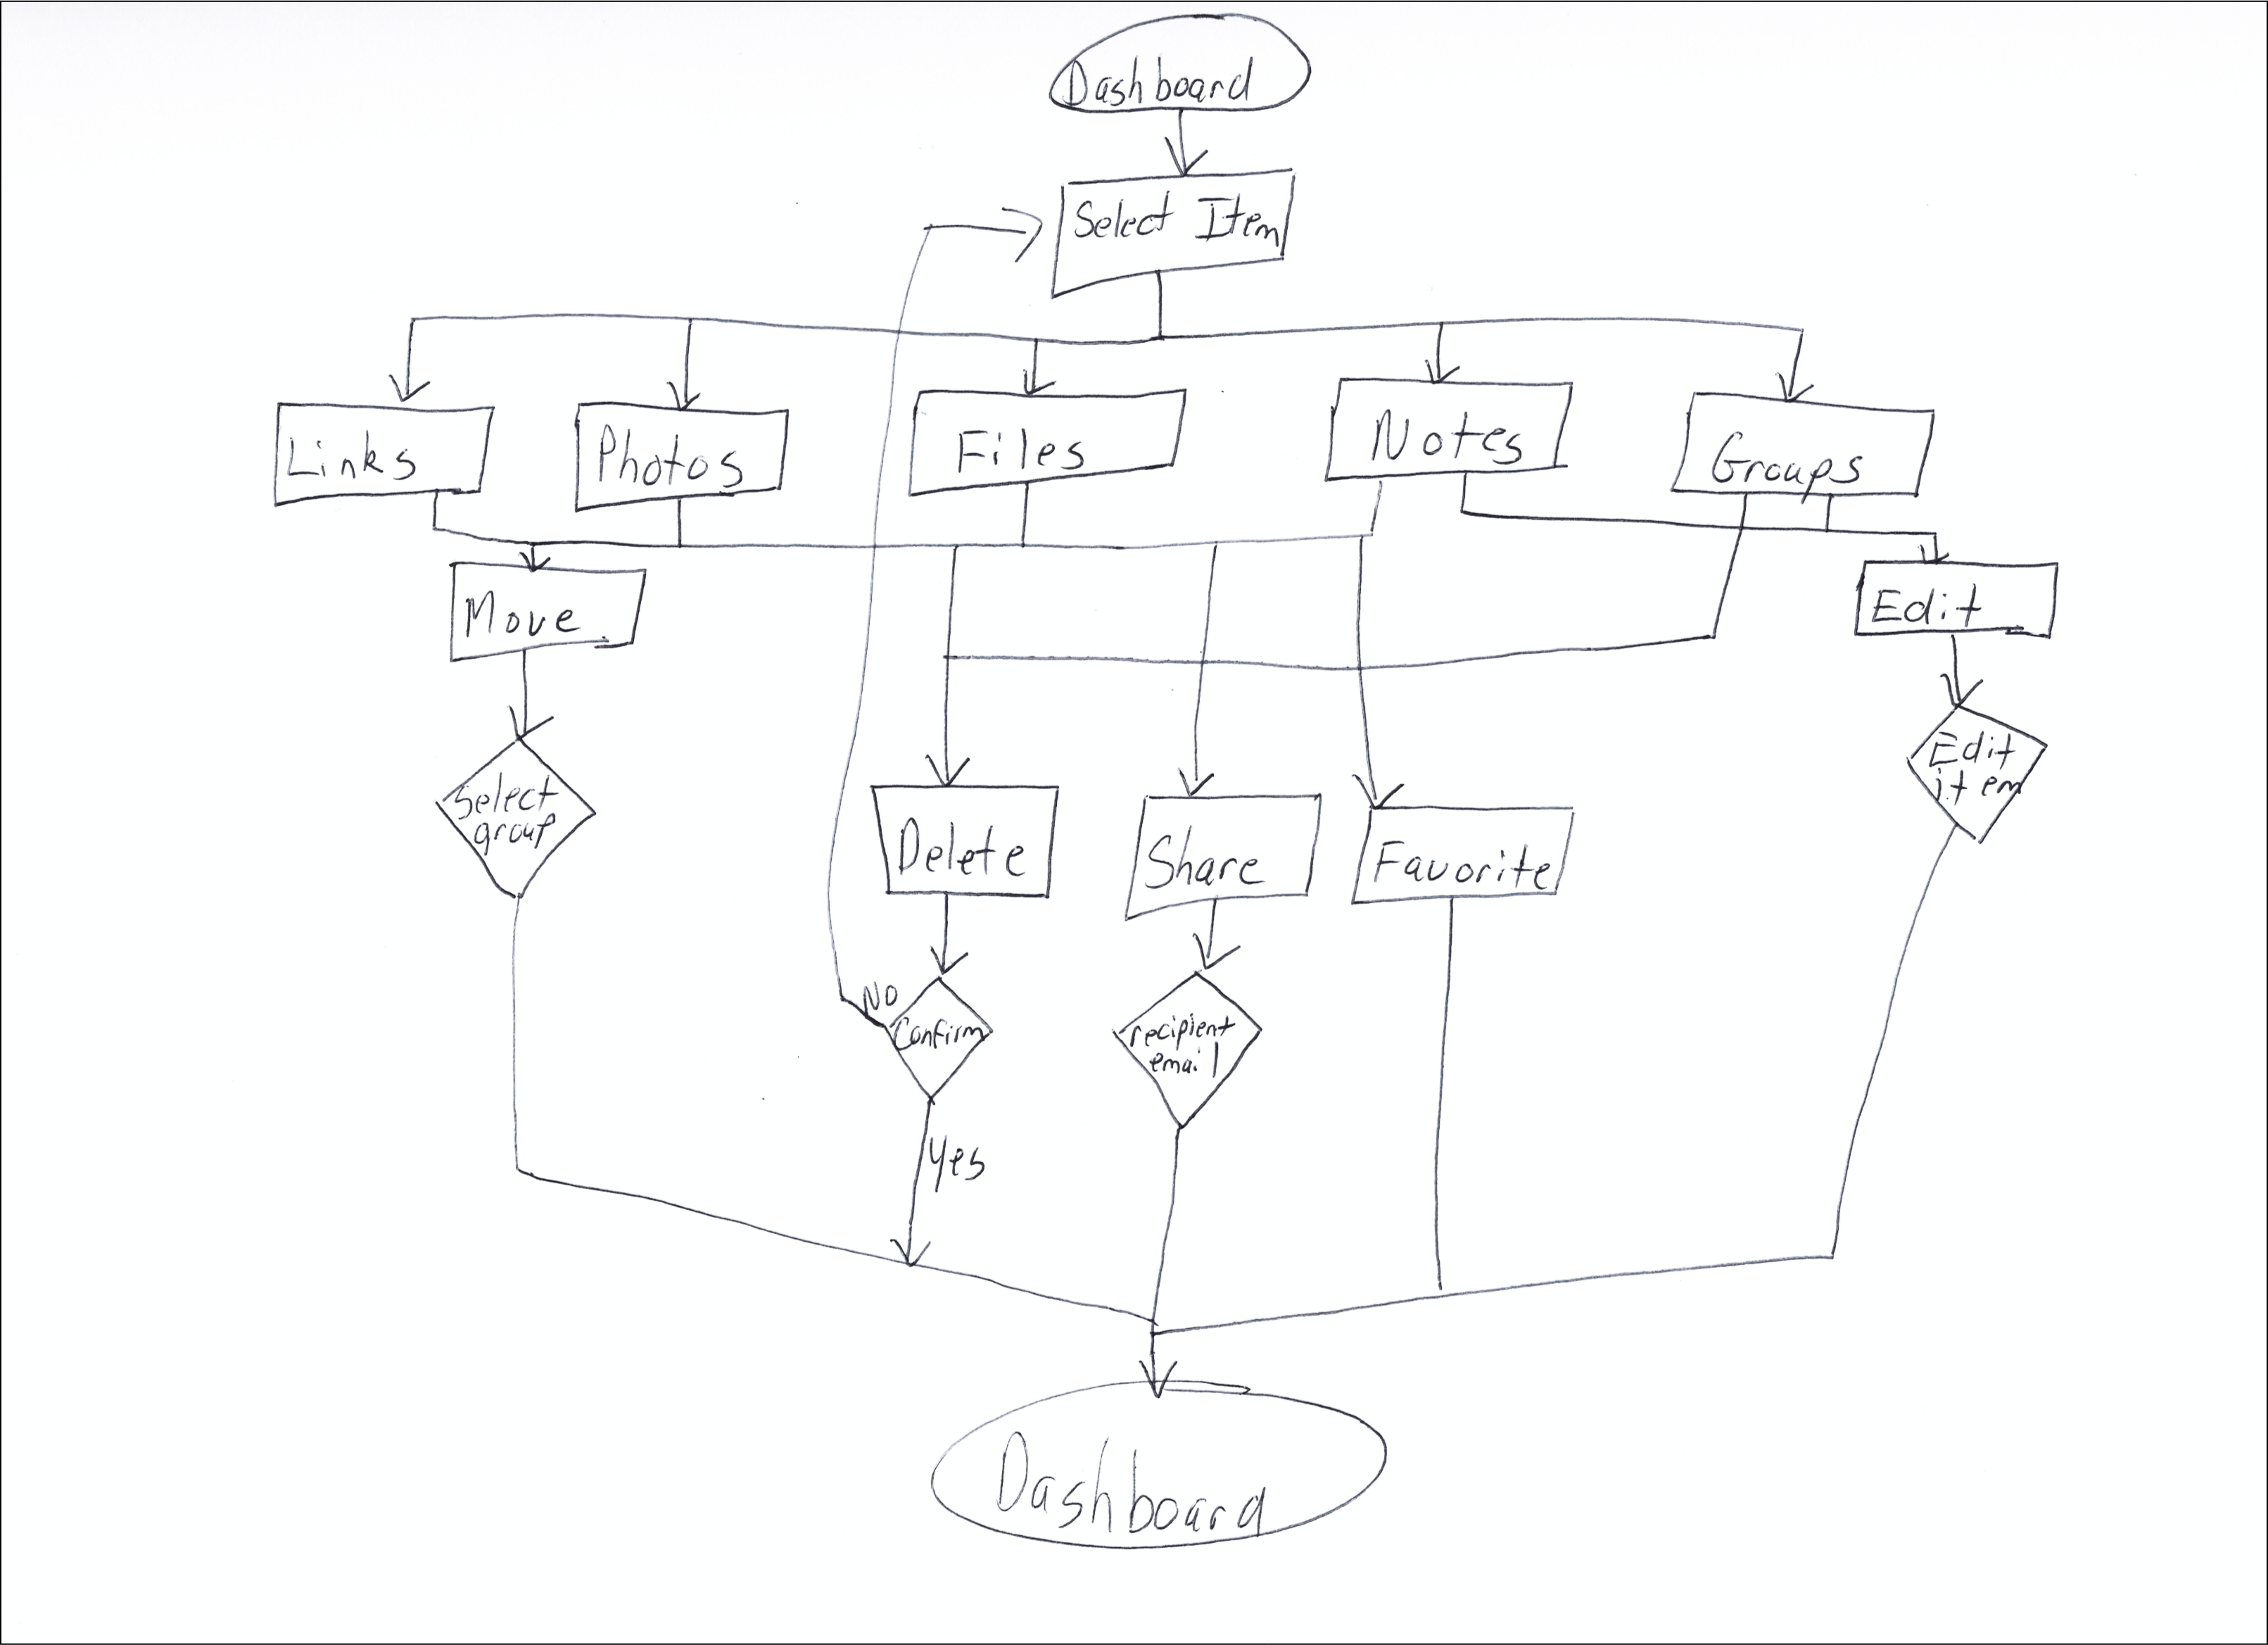 Dashboard
Select Item
Links
Photos
Files
Notes
Groups
Move
Edit
Select
group
Edit
item
Delete
Share
Favorite
No
Confirm
recipient
email
Yes
Dashboard